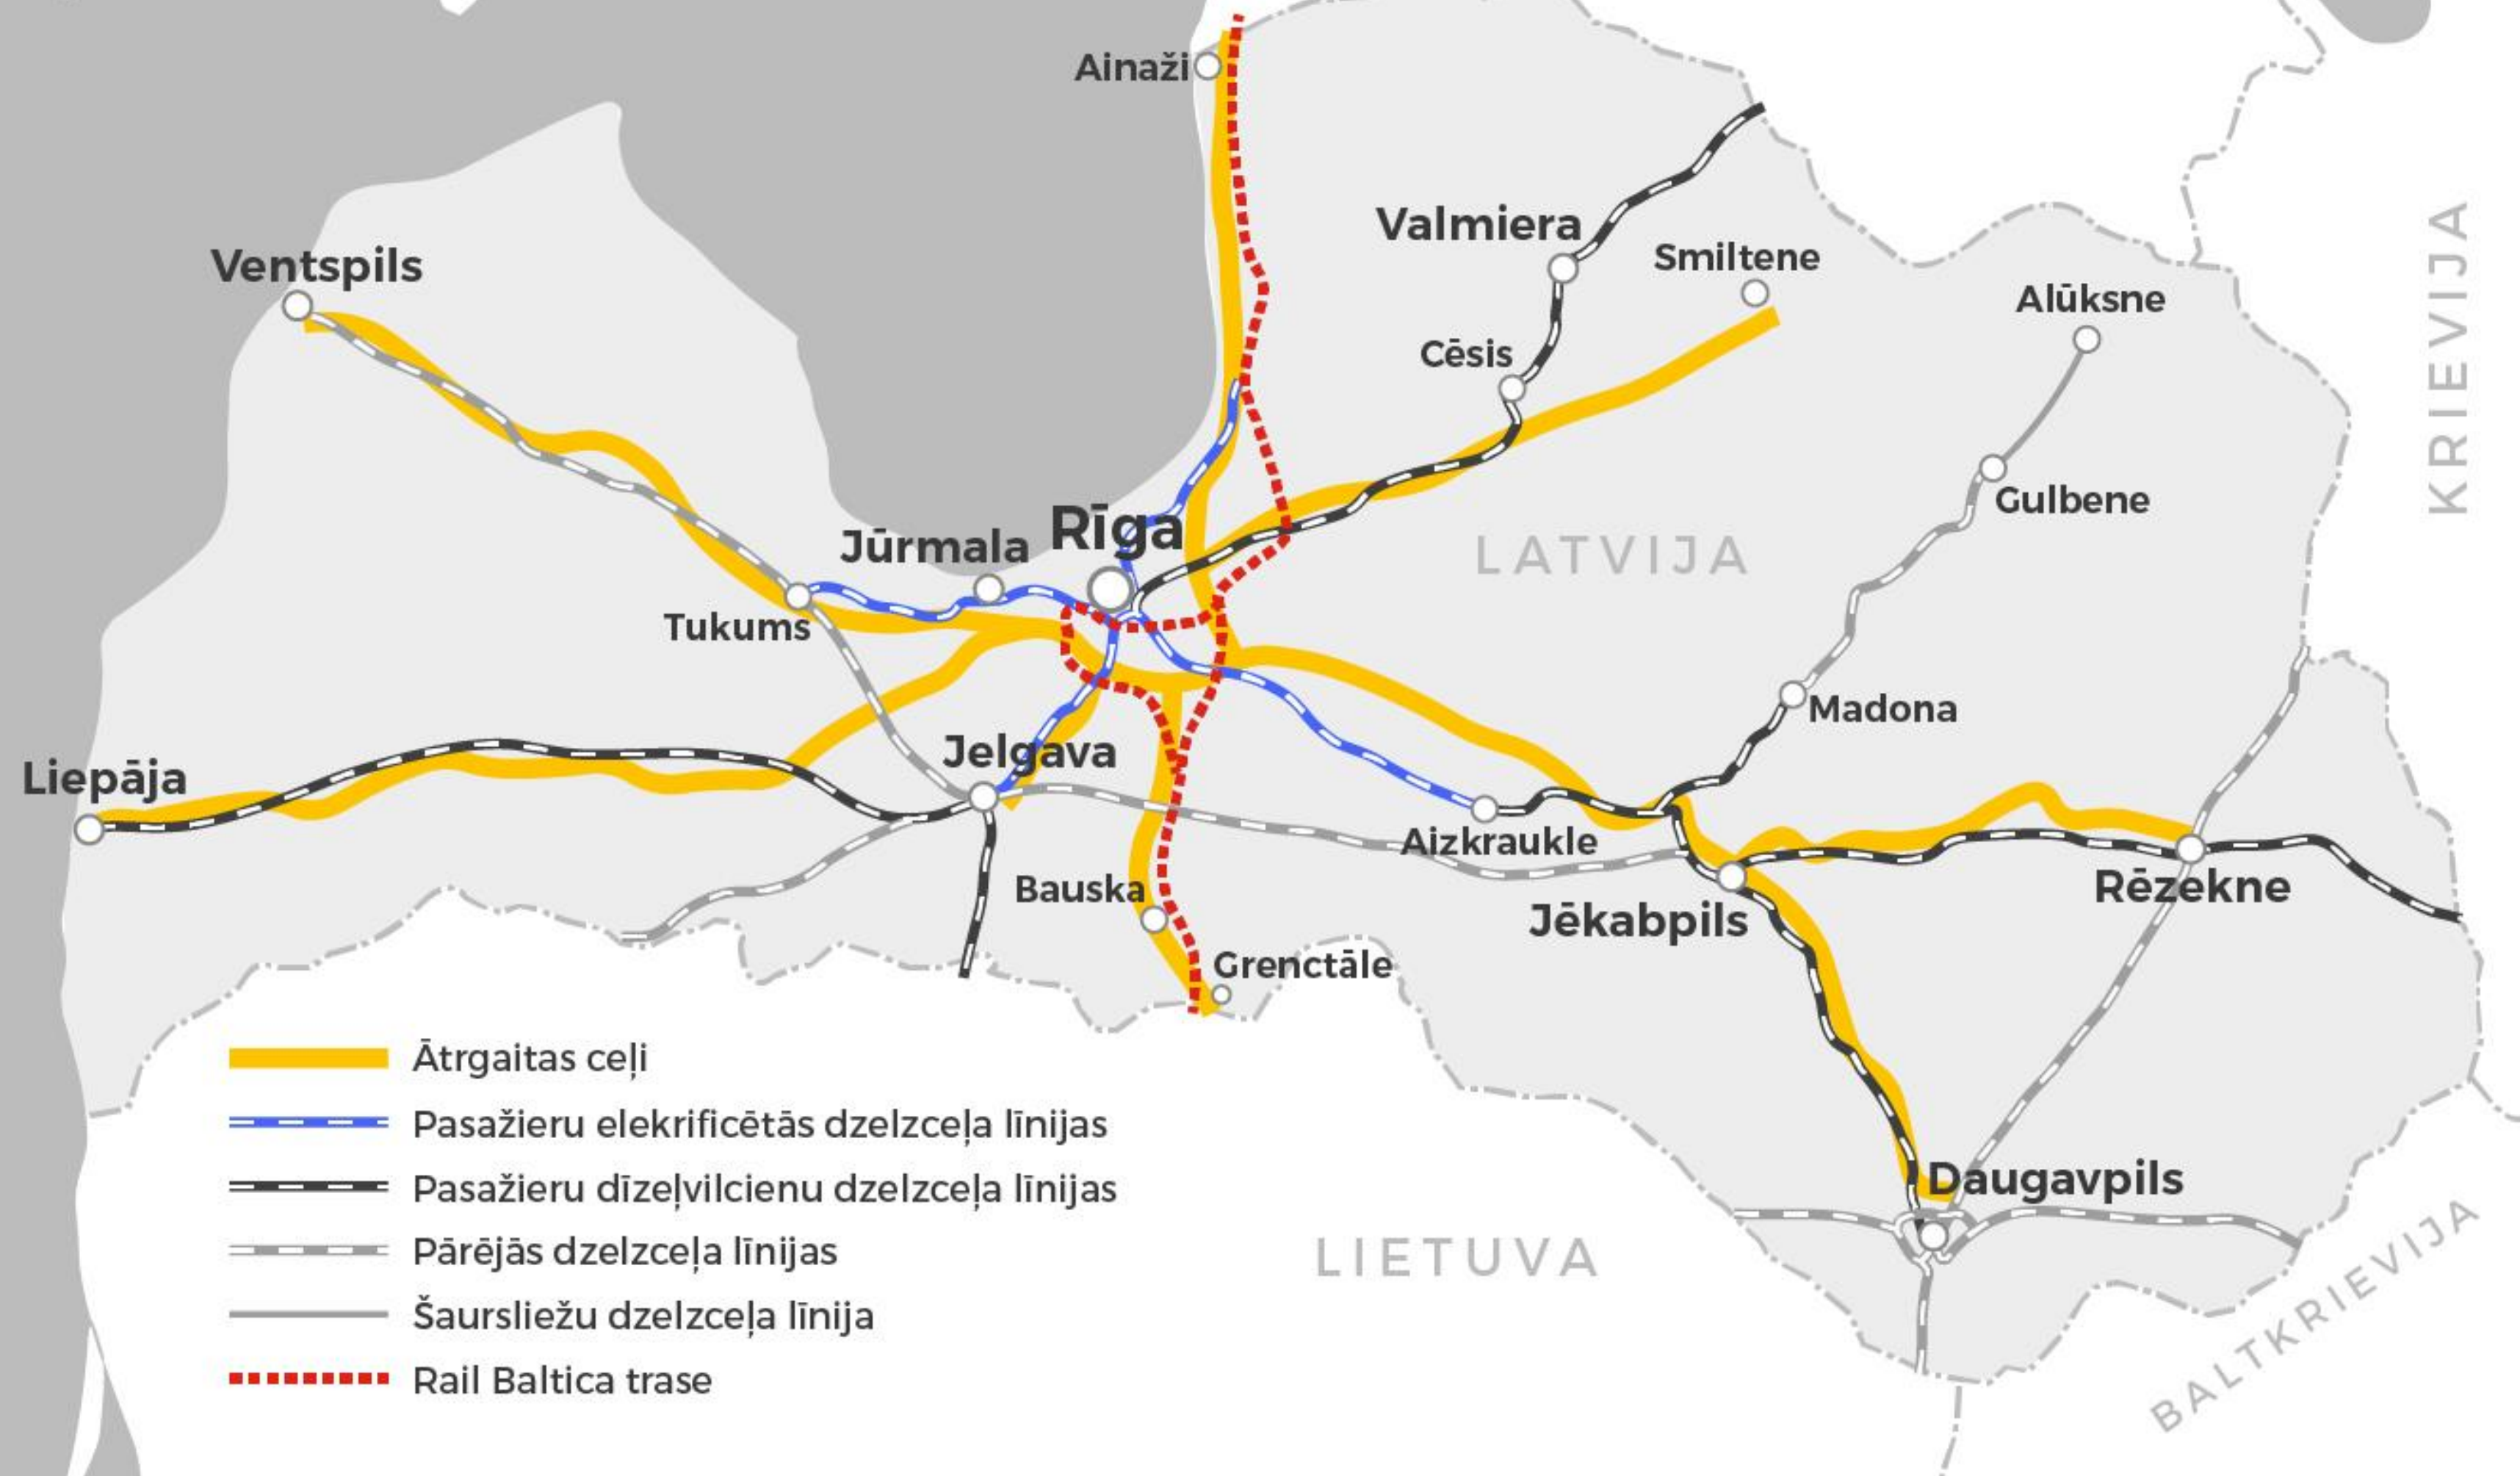 Ainaži
Valmiera
Smiltene
Ventspils
Alūksne
Cēsis
KRIEVIJA
Gulbene
Rīga
Jūrmala
LATVIJA
Tukums
Madona
Jelgava
Liepāja
Aizkraukle
Bauska
Rēzekne
Jēkabpils
Grenctāle
Daugavpils
LIETUVA
BALTKRIEVIJA
Ātrgaitas ceļi
Pasažieru elekrificētās dzelzceļa līnijas
Pasažieru dīzeļvilcienu dzelzceļa līnijas
Pārējās dzelzceļa līnijas
Šaursliežu dzelzceļa līnija
Rail Baltica trase